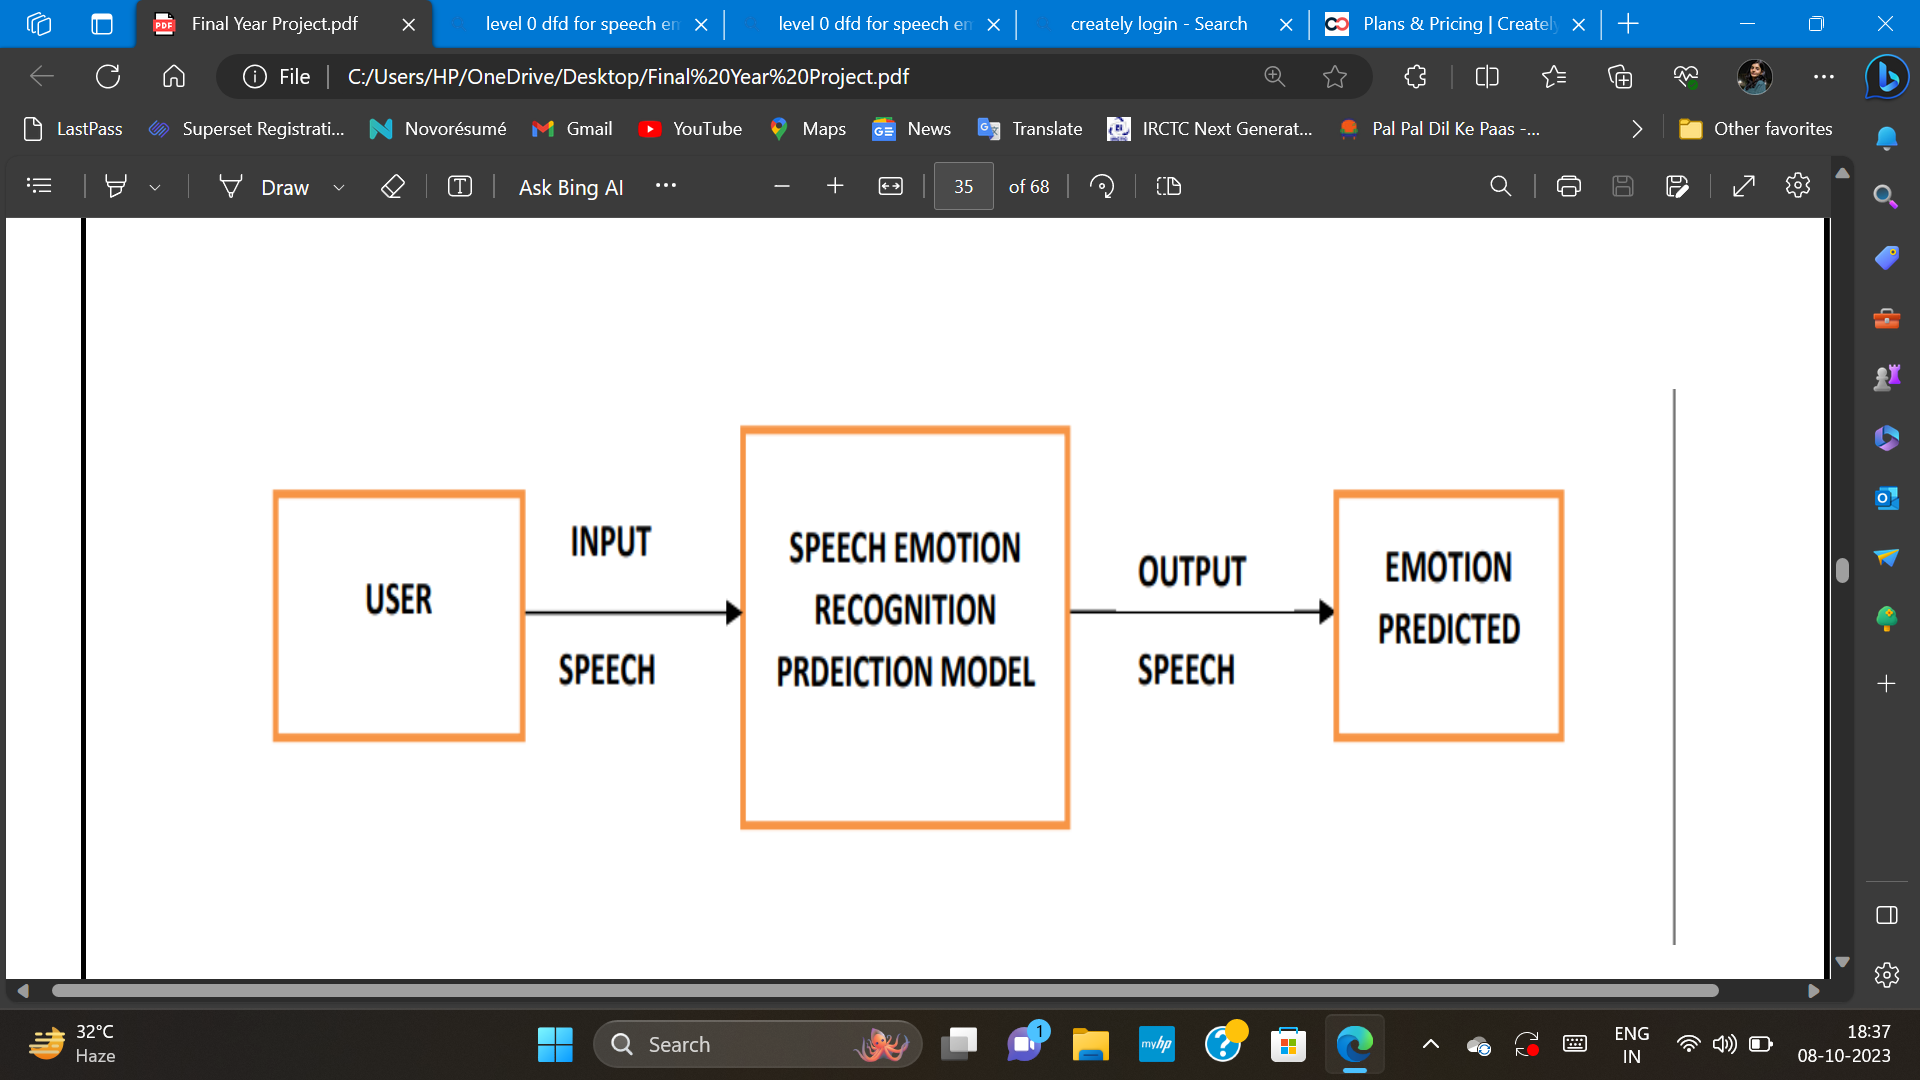 Final Year Project.pdf
level 0 dfd for speech em
level 0 dfd for speech em
creately login - Search
Plans & Pricing | Creately
File
C:/Users/HP/OneDrive/Desktop/Final%20Year%20Project.pdf
LastPass
Superset Registrati...
Novorésumé
Gmail
YouTube
Maps
News
Translate
IRCTC Next Generat...
Pal Pal Dil Ke Paas -...
Other favorites
Draw
Ask Bing AI
35
of 68
USER
INPUT
SPEECH
SPEECH EMOTION
RECOGNITION
PRDEICTION MODEL
OUTPUT
SPEECH
EMOTION
PREDICTED
32°C
Haze
Search
1
myhp
ENG
IN
18:37
08-10-2023